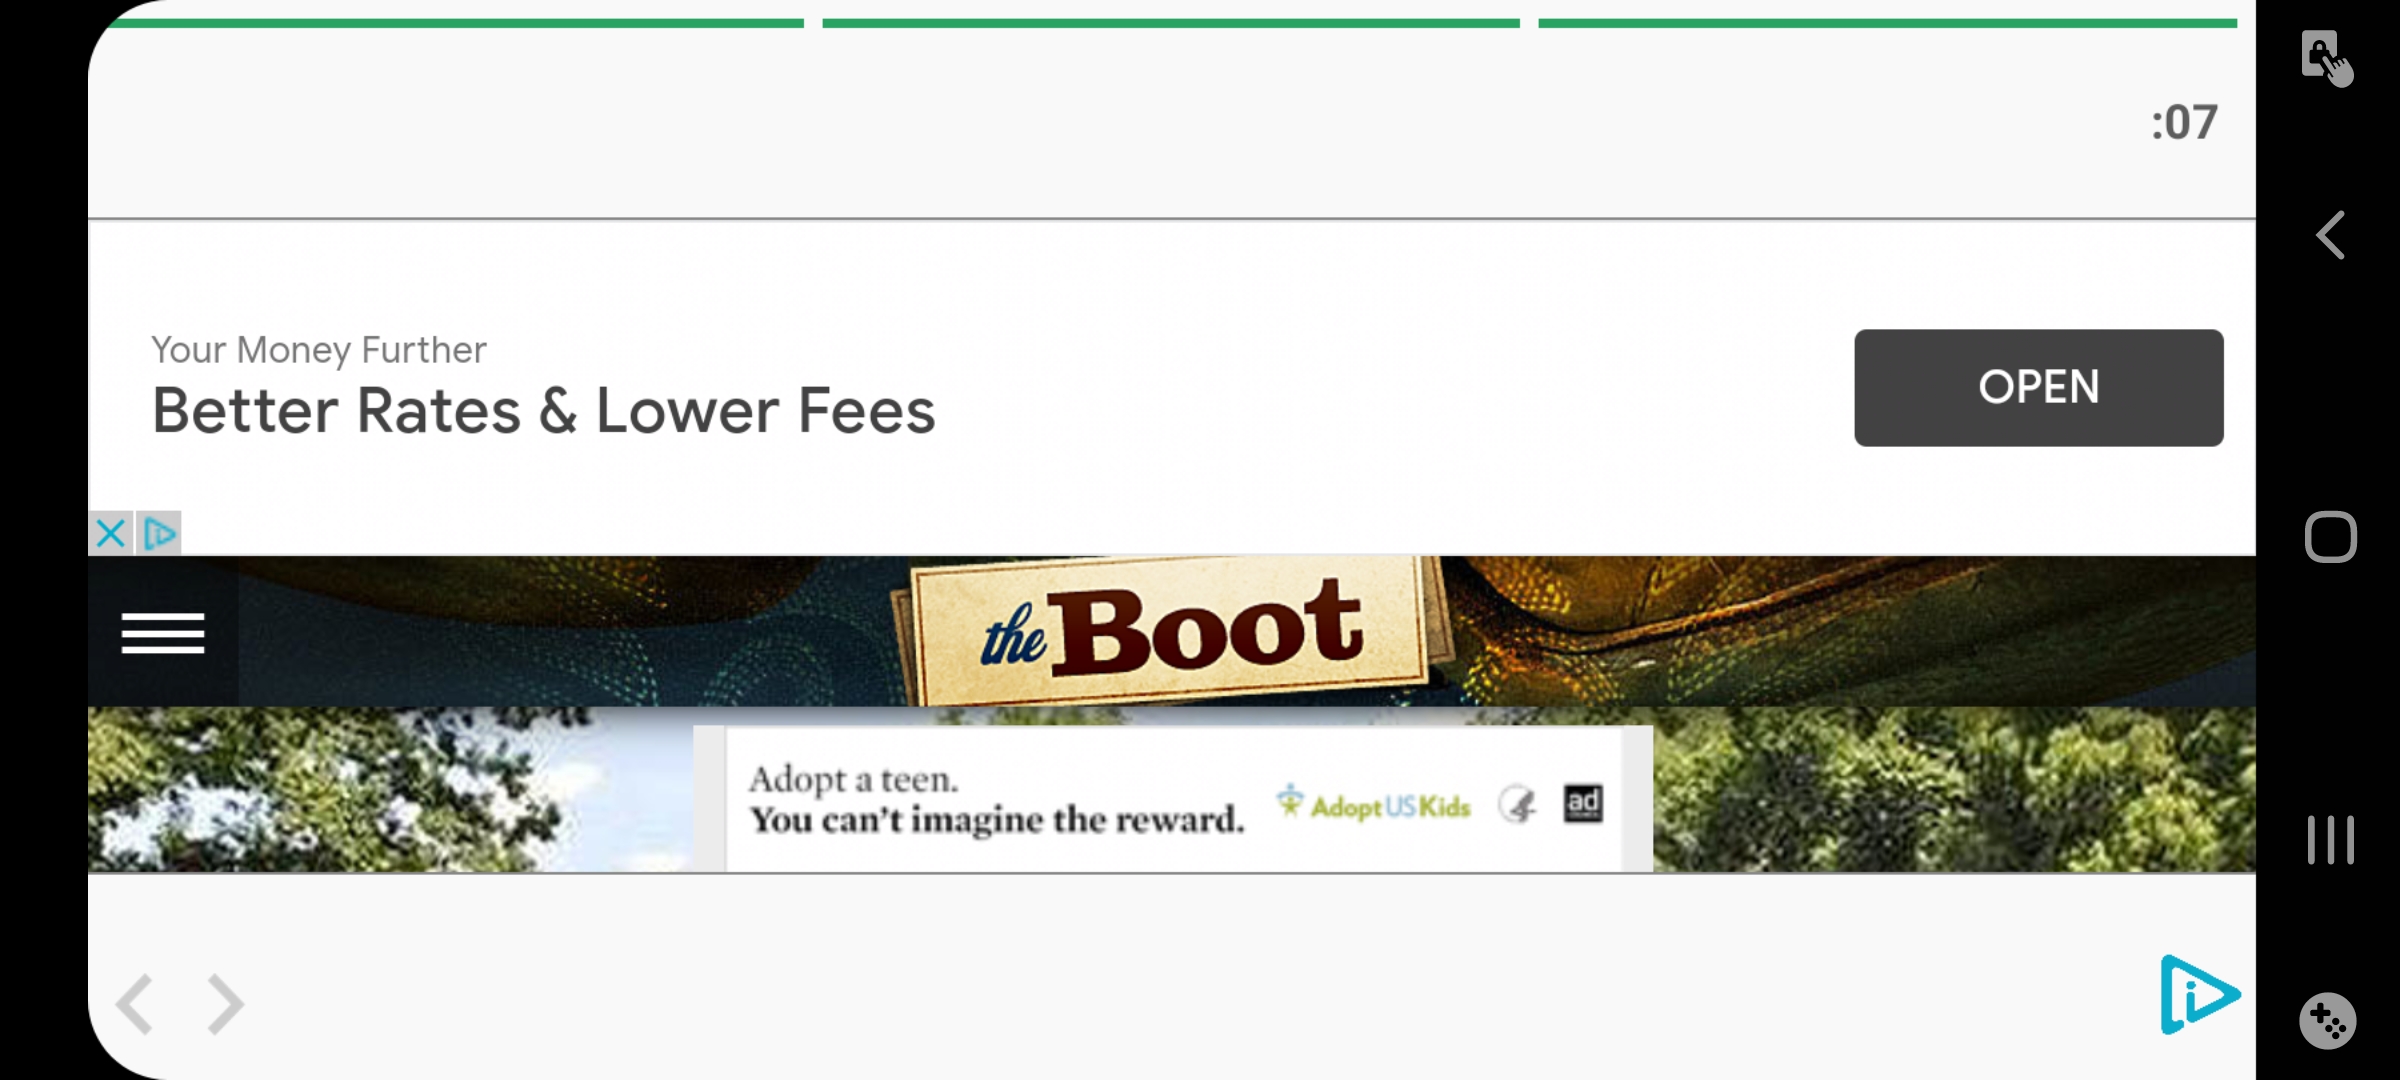 :07
Your Money Further
Better Rates & Lower Fees
OPEN
the Boot
Adopt a teen.
You can't imagine the reward.
AdoptUSKids
ad